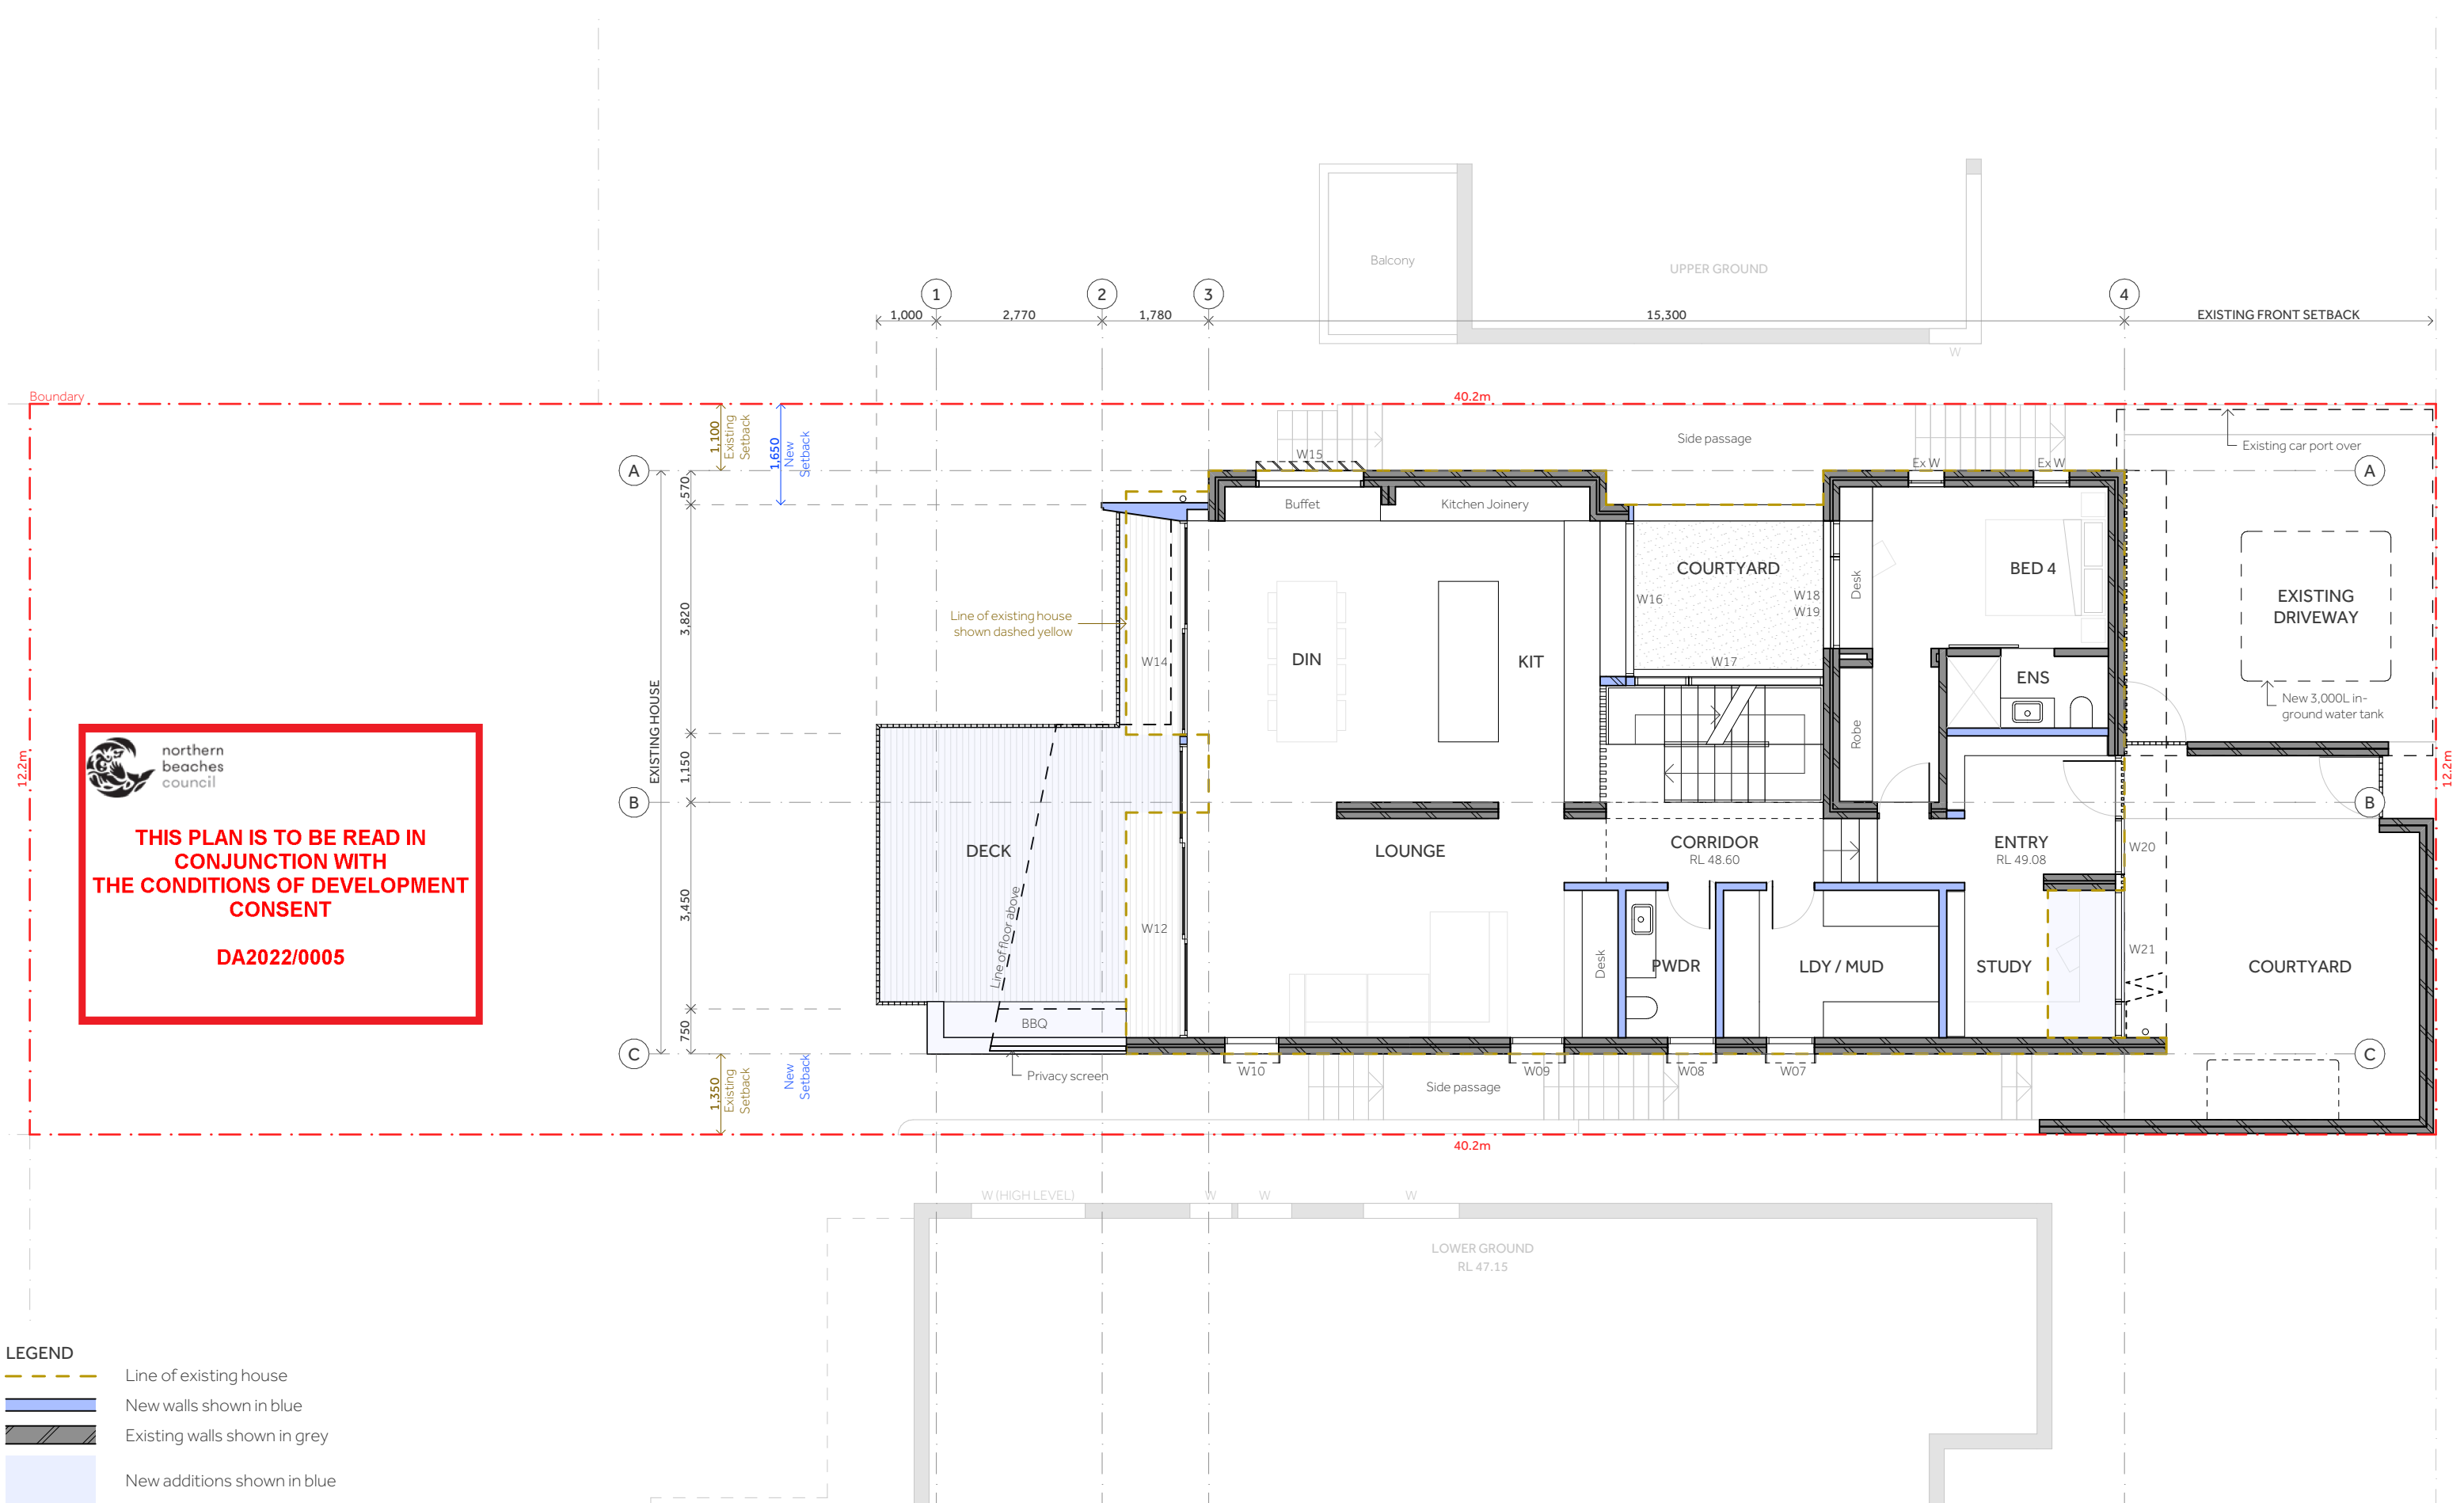 Balcony
UPPER GROUND
W
1
2
3
4
1,000
2,770
1,780
15,300
EXISTING FRONT SETBACK
Boundary
40.2m
1,100
Existing
Setback
1,650
New
Setback
Side passage
Existing car port over
A
A
570
W15
Ex W
Ex W
Buffet
Kitchen Joinery
COURTYARD
BED 4
Desk
W16
W18
W19
EXISTING
DRIVEWAY
Line of existing house
shown dashed yellow
3,820
W14
DIN
KIT
W17
ENS
New 3,000L in-
ground water tank
EXISTING HOUSE
Robe
northern
beaches
council
12.2m
12.2m
1,150
B
B
THIS PLAN IS TO BE READ IN
CONJUNCTION WITH
THE CONDITIONS OF DEVELOPMENT
CONSENT
DA2022/0005
DECK
LOUNGE
CORRIDOR
RL 48.60
ENTRY
RL 49.08
W20
3,450
Line of floor above
W12
W21
Desk
PWDR
LDY / MUD
STUDY
COURTYARD
750
BBQ
C
C
1,350
Existing
Setback
New
Setback
Privacy screen
W10
W09
W08
W07
Side passage
40.2m
W (HIGH LEVEL)
W
W
W
LOWER GROUND
RL 47.15
LEGEND
Line of existing house
New walls shown in blue
Existing walls shown in grey
New additions shown in blue